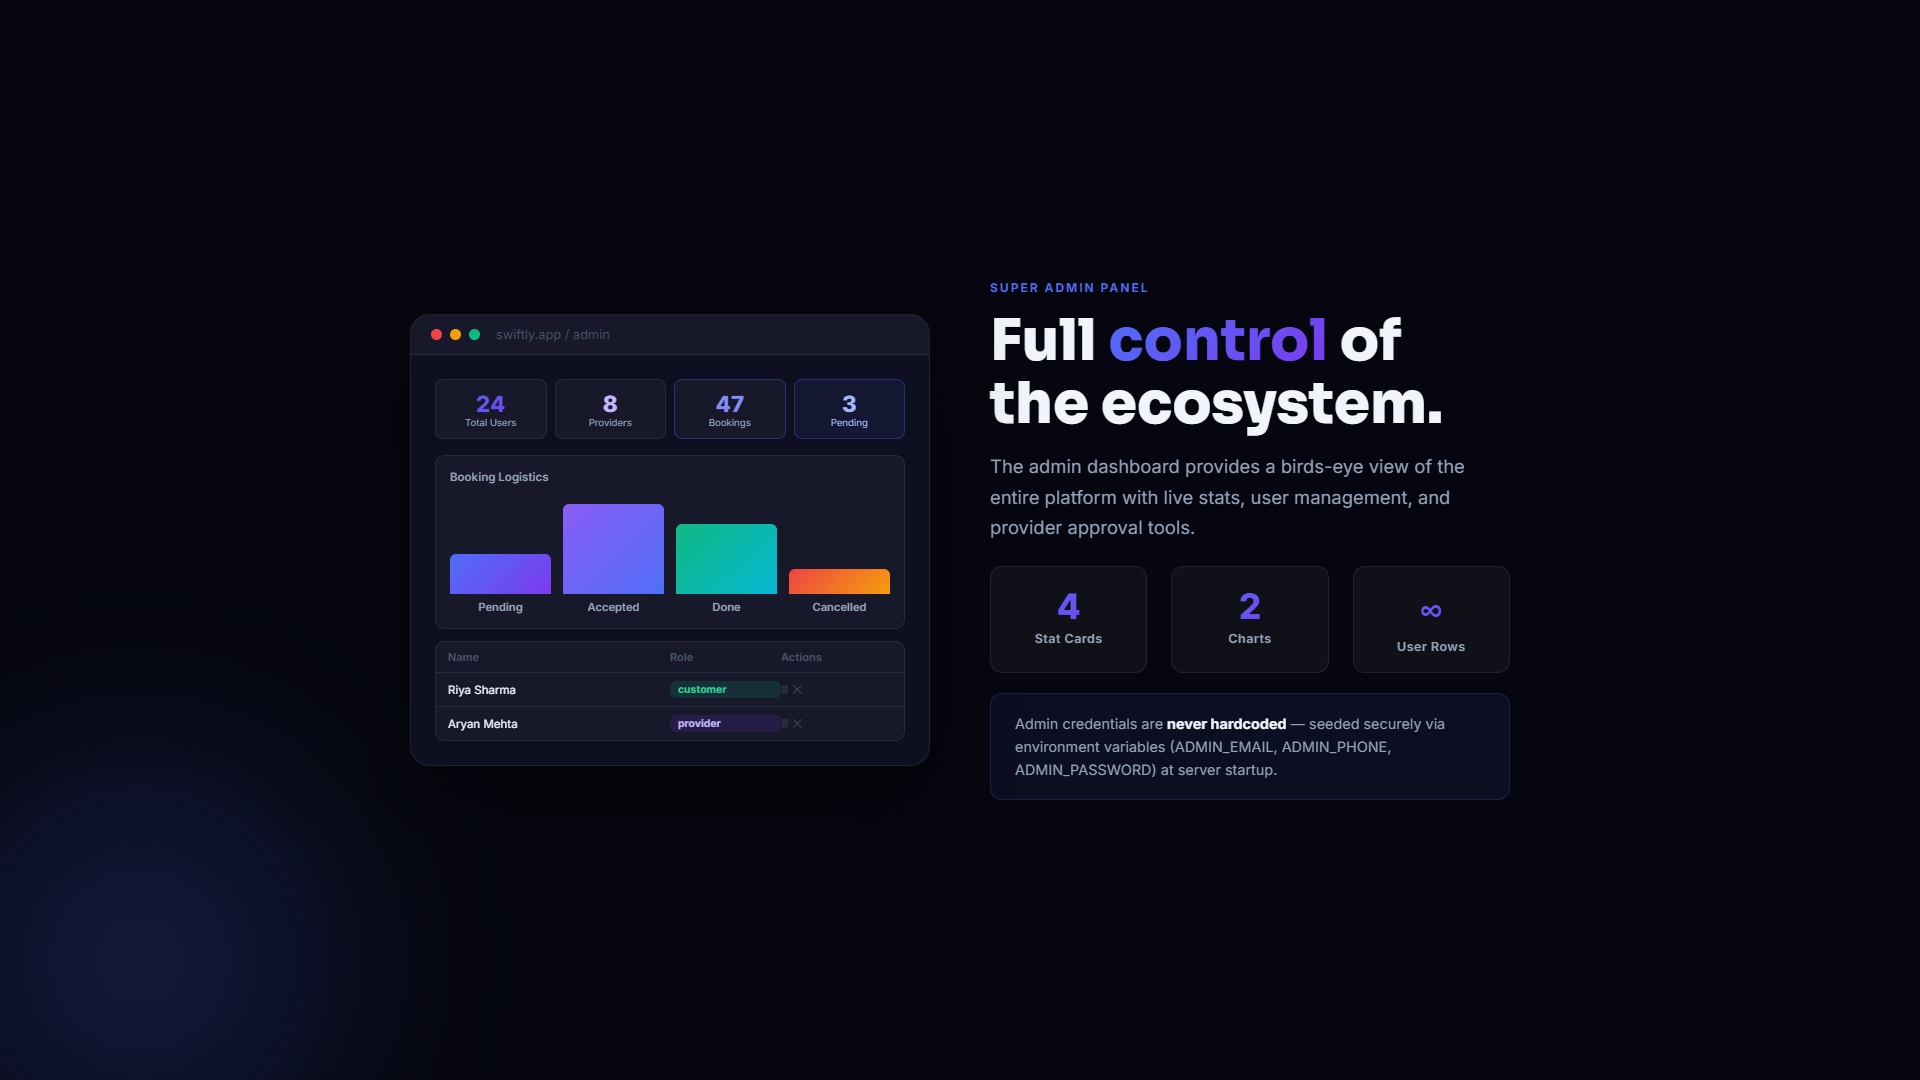 swiftly.app / admin
24
Total Users
8
Providers
47
Bookings
3
Pending
Booking Logistics
Pending
Accepted
Done
Cancelled
Name Role Actions
Riya Sharma customer
Aryan Mehta provider
SUPER ADMIN PANEL
Full control of
the ecosystem.
The admin dashboard provides a birds-eye view of the
entire platform with live stats, user management, and
provider approval tools.
4
Stat Cards
2
Charts
∞
User Rows
Admin credentials are never hardcoded — seeded securely via
environment variables (ADMIN_EMAIL, ADMIN_PHONE,
ADMIN_PASSWORD) at server startup.